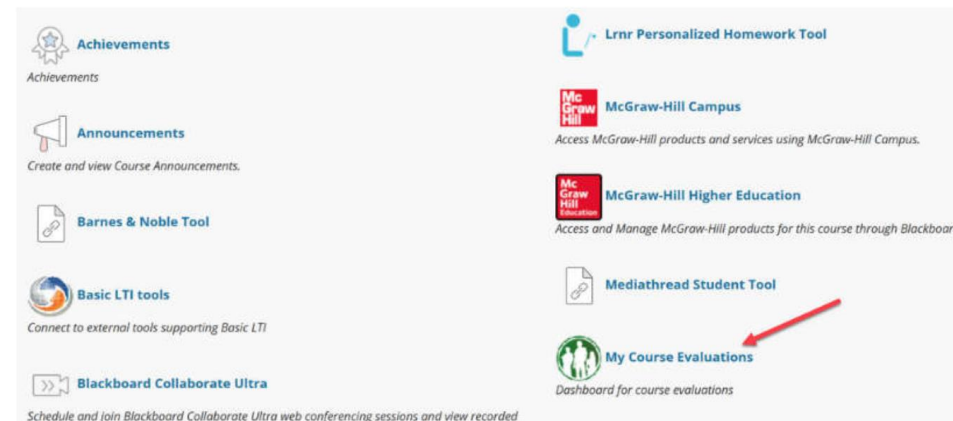 Achievements
Achievements
Announcements
Create and view Course Announcements.
Barnes & Noble Tool
Basic LTI tools
Connect to external tools supporting Basic LTI
Blackboard Collaborate Ultra
Schedule and join Blackboard Collaborate Ultra web conferencing sessions and view recorded
Lrnr Personalized Homework Tool
Mc
Graw
Hill
McGraw-Hill Campus
Access McGraw-Hill products and services using McGraw-Hill Campus.
Mc
Graw
Hill
Education
McGraw-Hill Higher Education
Access and Manage McGraw-Hill products for this course through Blackboar
Mediathread Student Tool
My Course Evaluations
Dashboard for course evaluations